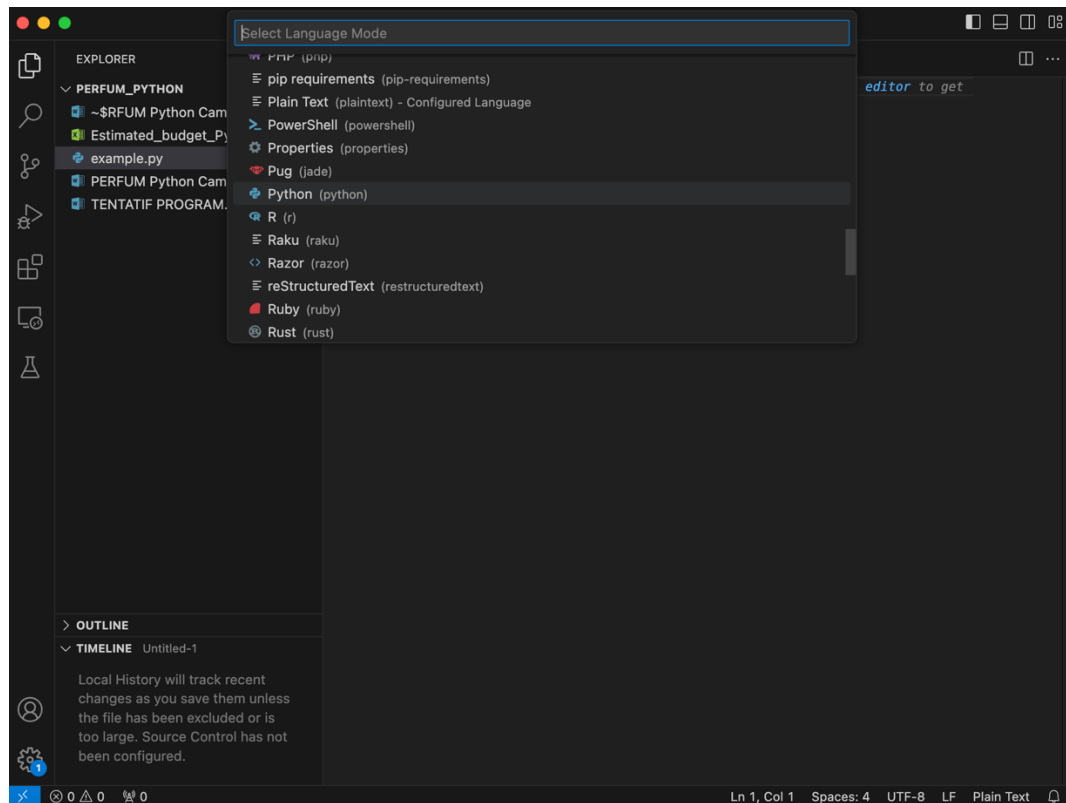 Select Language Mode
PHP (php)
pip requirements (pip-requirements)
Plain Text (plaintext) - Configured Language
PowerShell (powershell)
Properties (properties)
Pug (jade)
Python (python)
R (r)
Raku (raku)
Razor (razor)
reStructuredText (restructuredtext)
Ruby (ruby)
Rust (rust)
EXPLORER
PERFUM_PYTHON
~$RFUM Python Cam
Estimated_budget_Py
example.py
PERFUM Python Cam
TENTATIF PROGRAM.
editor to get
OUTLINE
TIMELINE Untitled-1
Local History will track recent
changes as you save them unless
the file has been excluded or is
too large. Source Control has not
been configured.
1
0 0 0
Ln 1, Col 1 Spaces: 4 UTF-8 LF Plain Text